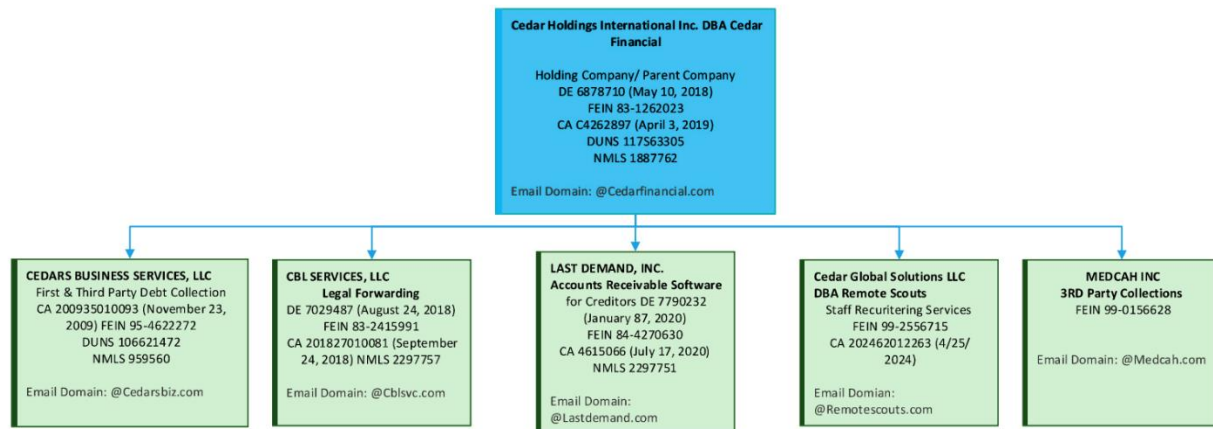 Cedar Holdings International Inc. DBA Cedar
Financial
Holding Company/ Parent Company
DE 6878710 (May 10, 2018)
FEIN 83-1262023
CA C4262897 (April 3, 2019)
DUNS 117S63305
NMLS 1887762
Email Domain: @Cedarfinancial.com
CEDARS BUSINESS SERVICES, LLC
First & Third Party Debt Collection
CA 200935010093 (November 23,
2009) FEIN 95-4622272
DUNS 106621472
NMLS 959560
Email Domain: @Cedarsbiz.com
CBL SERVICES, LLC
Legal Forwarding
DE 7029487 (August 24, 2018)
FEIN 83-2415991
CA 201827010081 (September
24, 2018) NMLS 2297757
Email Domain: @Cblsvc.com
LAST DEMAND, INC.
Accounts Receivable Software
for Creditors DE 7790232
(January 87, 2020)
FEIN 84-4270630
CA 4615066 (July 17, 2020)
NMLS 2297751
Email Domain:
@Lastdemand.com
Cedar Global Solutions LLC
DBA Remote Scouts
Staff Recuritering Services
FEIN 99-2556715
CA 202462012263 (4/25/
2024)
Email Domian:
@Remotescouts.com
MEDCAH INC
3RD Party Collections
FEIN 99-0156628
Email Domain: @Medcah.com